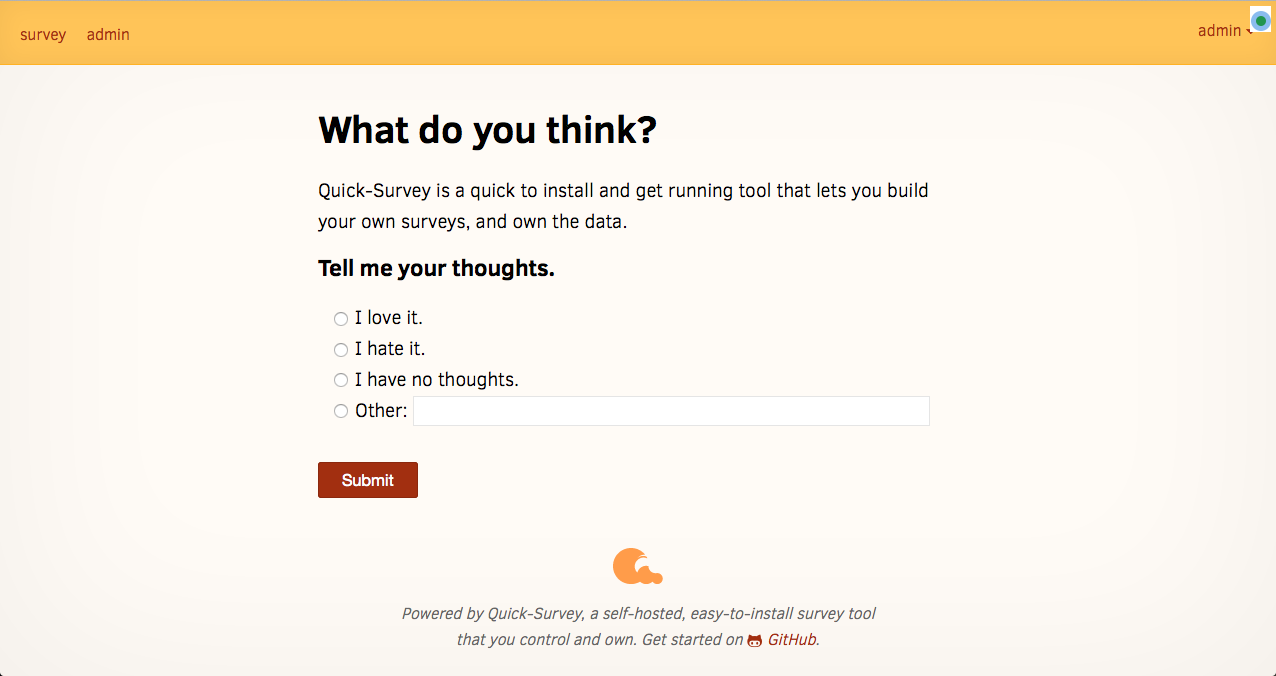 survey admin
admin
What do you think?
Quick-Survey is a quick to install and get running tool that lets you build
your own surveys, and own the data.
Tell me your thoughts.
I love it.
I hate it.
I have no thoughts.
Other:
Submit
Powered by Quick-Survey, a self-hosted, easy-to-install survey tool
that you control and own. Get started on GitHub.